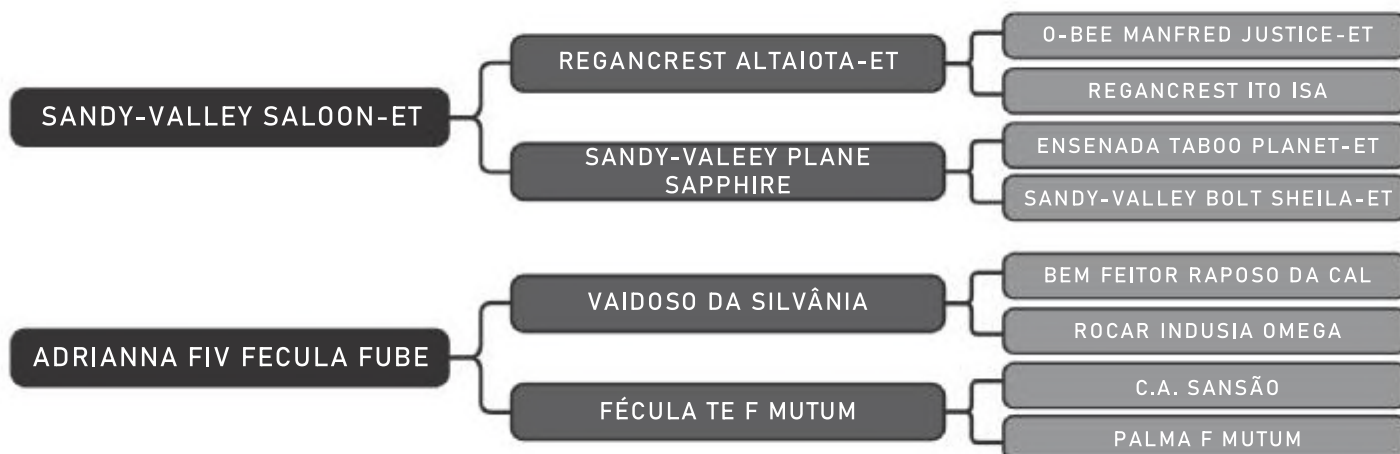 SANDY-VALLEY SALOON-ET
REGANCREST ALTAIOTA-ET
O-BEE MANFRED JUSTICE-ET
REGANCREST ITO ISA
SANDY-VALEEY PLANE
SAPPHIRE
ENSENADA TABOO PLANET-ET
SANDY-VALLEY BOLT SHEILA-ET
ADRIANNA FIV FECULA FUBE
VAIDOSO DA SILVÂNIA
BEM FEITOR RAPOSO DA CAL
ROCAR INDUSIA OMEGA
FÉCULA TE F MUTUM
C.A. SANSÃO
PALMA F MUTUM